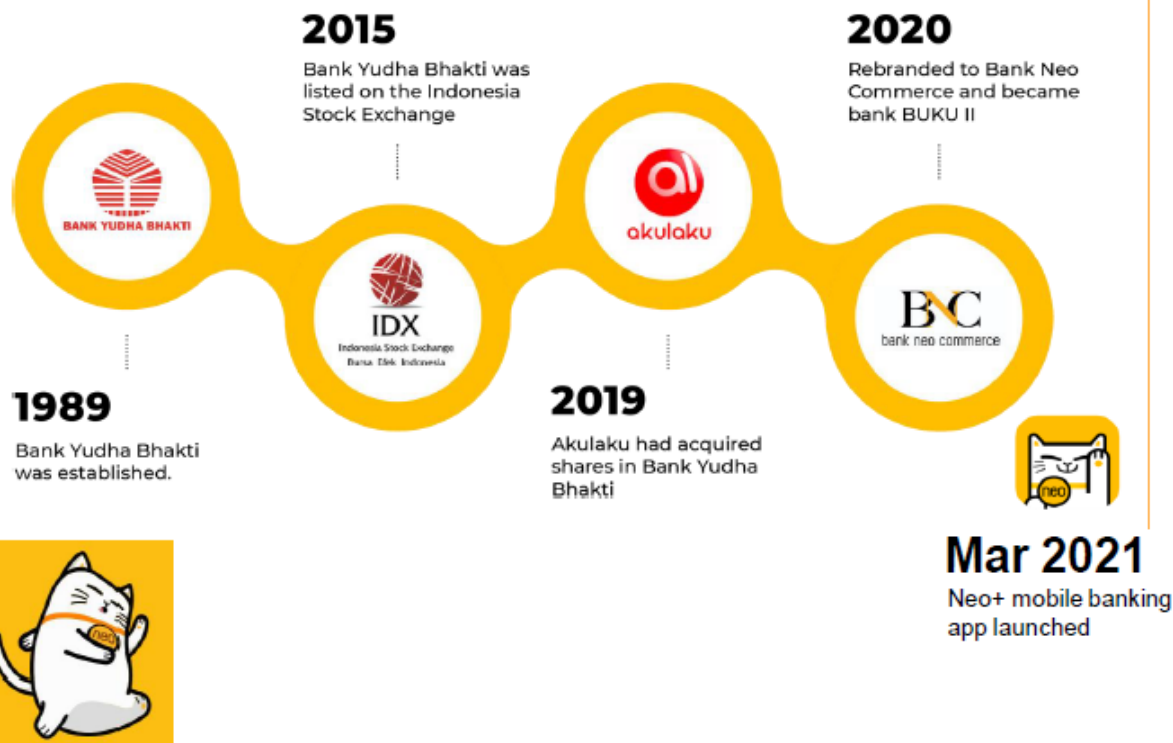 2015
Bank Yudha Bhakti was
listed on the Indonesia
Stock Exchange
2020
Rebranded to Bank Neo
Commerce and became
bank BUKU II
BANK YUDHA BHAKTI
IDX
Indonesia Stock Exchange
Bursa Efek Indonesia
al
akulaku
BNC
bank neo commerce
1989
Bank Yudha Bhakti
was established.
2019
Akulaku had acquired
shares in Bank Yudha
Bhakti
neo
Mar 2021
Neo+ mobile banking
app launched
neo